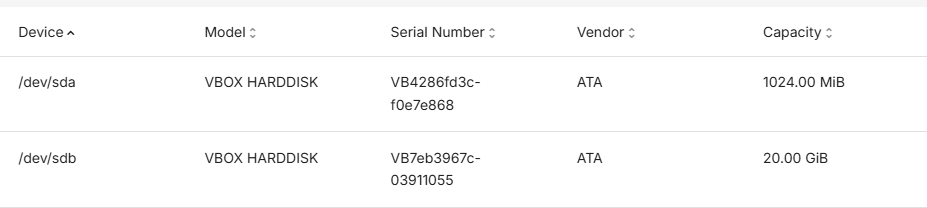 Device Model Serial Number Vendor Capacity
/dev/sda VBOX HARDDISK VB4286fd3c- ATA 1024.00 MiB
f0e7e868
/dev/sdb VBOX HARDDISK VB7eb3967c- ATA 20.00 GiB
03911055